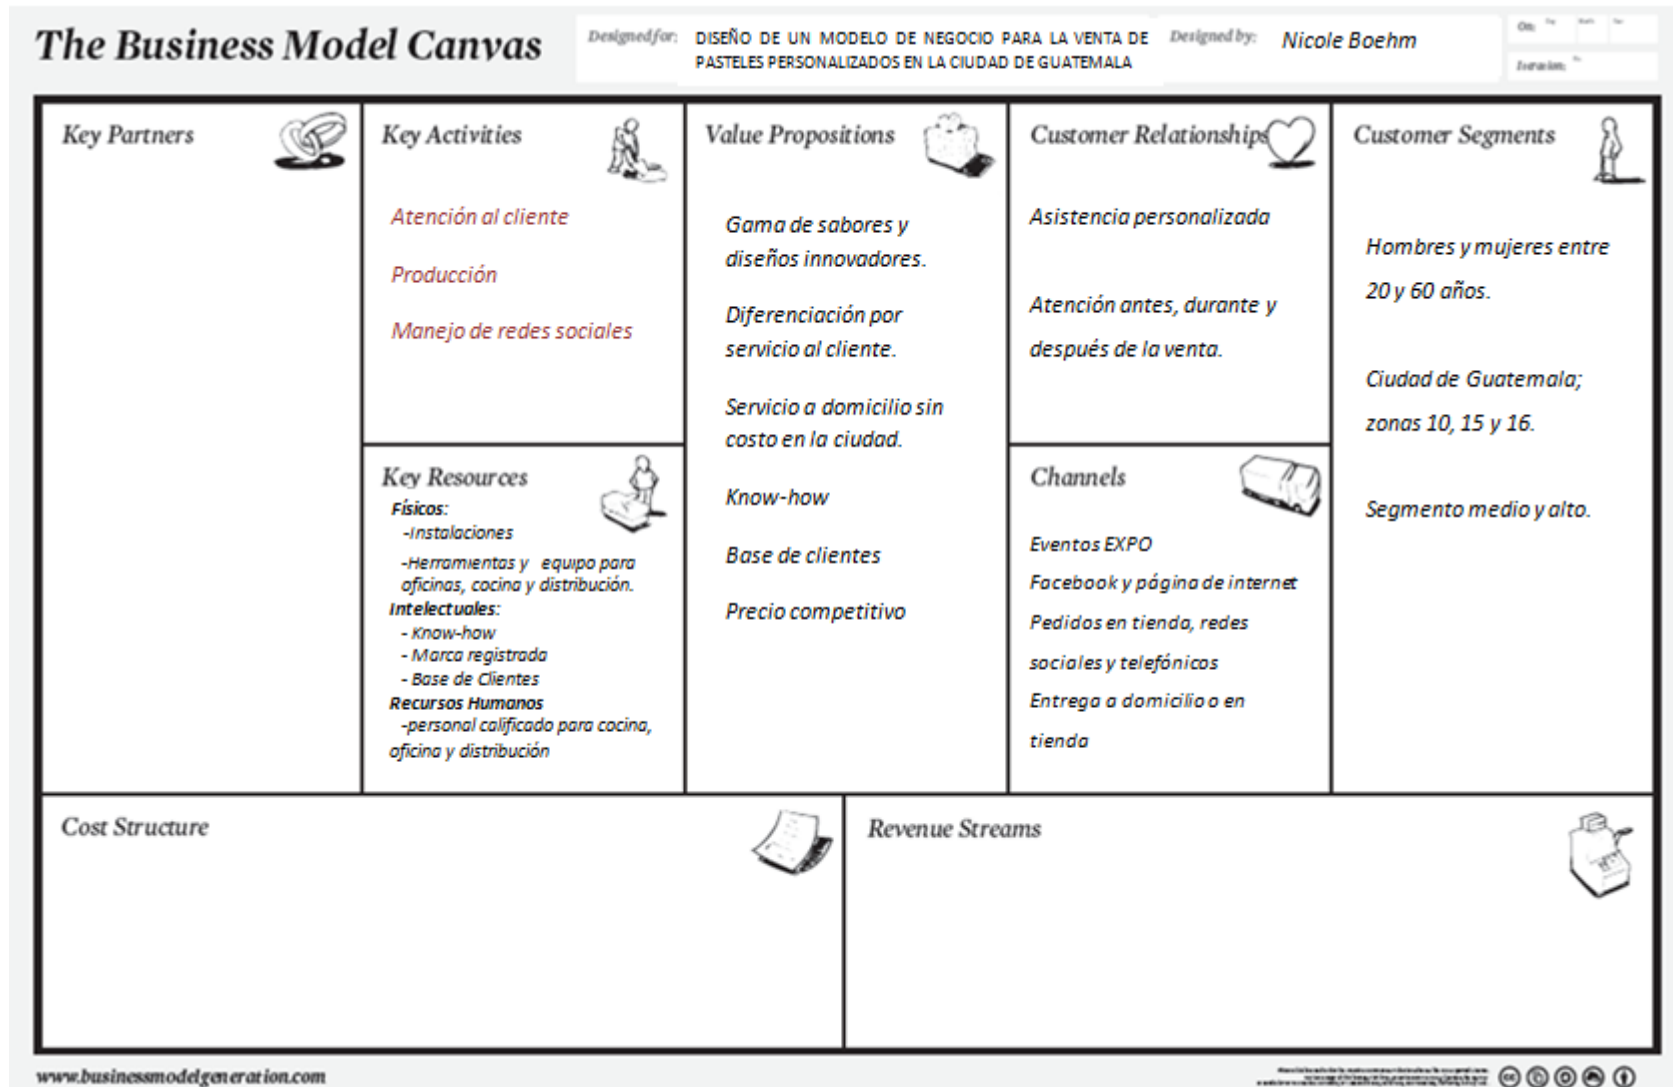 The Business Model Canvas
Designed for:
DISEÑO DE UN MODELO DE NEGOCIO PARA LA VENTA DE
PASTELES PERSONALIZADOS EN LA CIUDAD DE GUATEMALA
Designed by:
Nicole Boehm
On:
Iteration:
Key Partners
Key Activities
Atención al cliente
Producción
Manejo de redes sociales
Key Resources
Físicos:
-Instalaciones
-Herramientas y equipo para
oficinas, cocina y distribución.
Intelectuales:
- Know-how
- Marca registrada
- Base de Clientes
Recursos Humanos
-personal calificado para cocina,
oficina y distribución
Value Propositions
Gama de sabores y
diseños innovadores.
Diferenciación por
servicio al cliente.
Servicio a domicilio sin
costo en la ciudad.
Know-how
Base de clientes
Precio competitivo
Customer Relationships
Asistencia personalizada
Atención antes, durante y
después de la venta.
Channels
Eventos EXPO
Facebook y página de internet
Pedidos en tienda, redes
sociales y telefónicos
Entrega a domicilio o en
tienda
Customer Segments
Hombres y mujeres entre
20 y 60 años.
Ciudad de Guatemala;
zonas 10, 15 y 16.
Segmento medio y alto.
Cost Structure
Revenue Streams
www.businessmodelgeneration.com